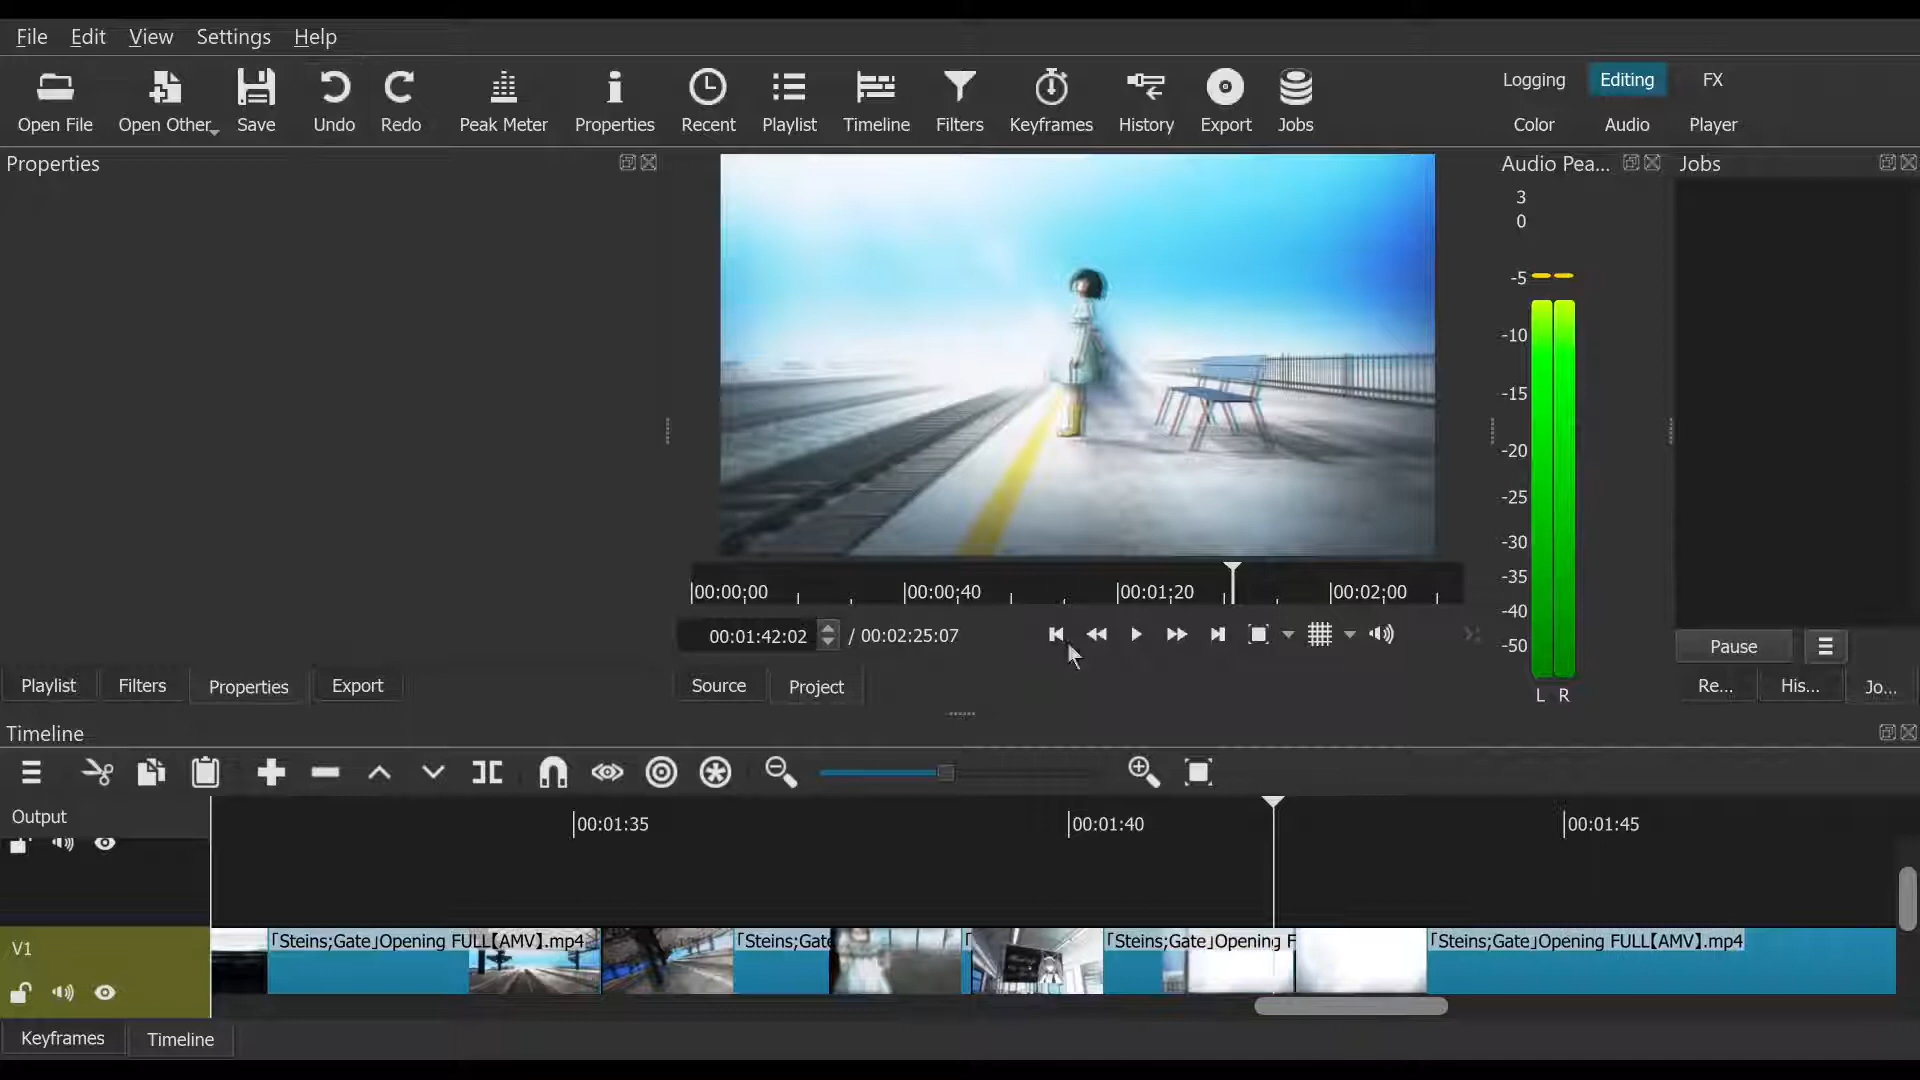 File Edit View Settings Help
Open File Open Other... Save Undo Redo Peak Meter Properties Recent Playlist Timeline Filters Keyframes History Export Jobs
Logging Editing FX
Color Audio Player
Properties
Audio Pea...
Jobs
3
0
-5
-10
-15
-20
-25
-30
-35
-40
-50
L R
00:00:00 00:00:40 00:01:20 00:02:00
00:01:42:02 / 00:02:25:07
Pause
Playlist Filters Properties Export
Source Project
Re... His... Jo...
Timeline
Output
00:01:35 00:01:40 00:01:45
V1
「Steins;Gate」Opening FULL【AMV】.mp4 「Steins;Gate 「 「Steins;Gate」Opening F 「Steins;Gate」Opening FULL【AMV】.mp4
Keyframes Timeline